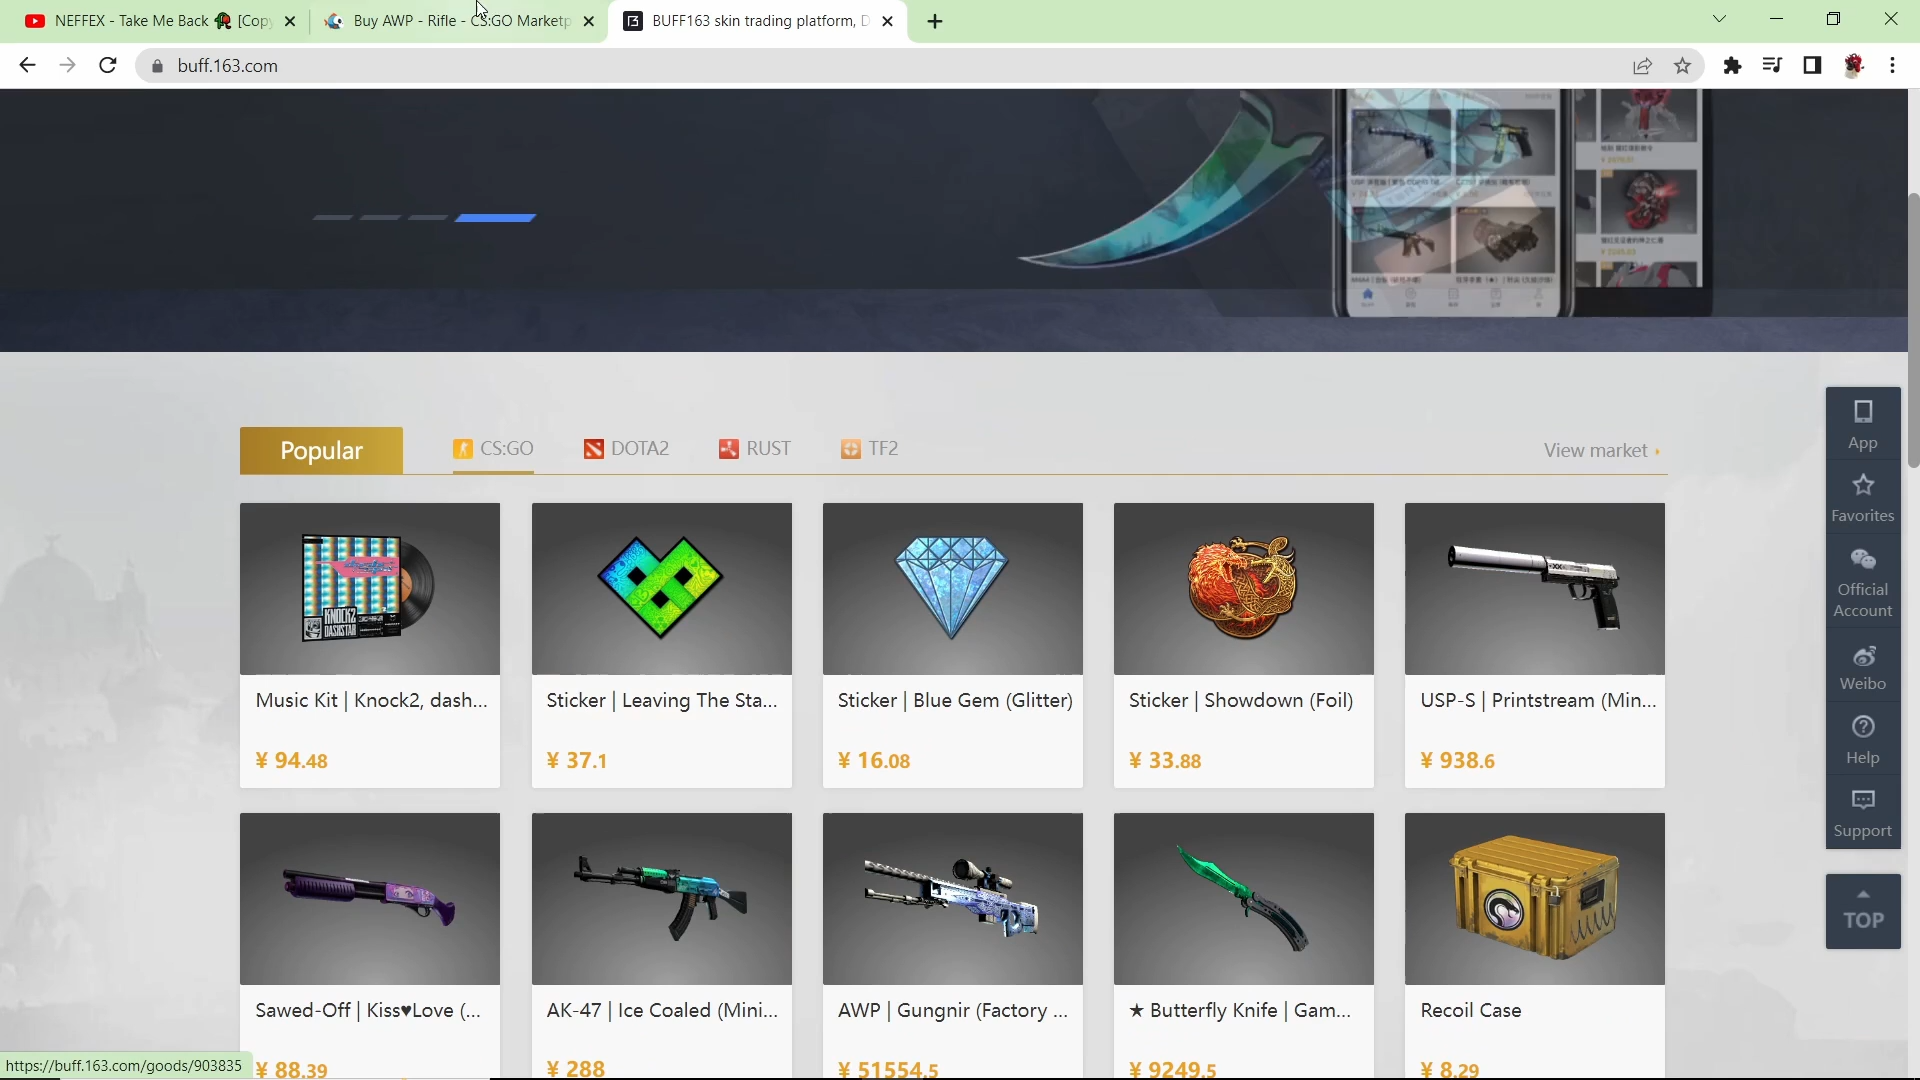 NEFFEX - Take Me Back 🥀 [Copy
Buy AWP - Rifle - CS:GO Marketp
BUFF163 skin trading platform, D
buff.163.com
Popular
CS:GO
DOTA2
RUST
TF2
View market
App
Favorites
Official
Account
Weibo
Help
Support
TOP
KNOCK2
DASHSTAR
Music Kit | Knock2, dash...
Sticker | Leaving The Sta...
Sticker | Blue Gem (Glitter)
Sticker | Showdown (Foil)
USP-S | Printstream (Min...
¥ 94.48
¥ 37.1
¥ 16.08
¥ 33.88
¥ 938.6
Sawed-Off | Kiss♥Love (...
AK-47 | Ice Coaled (Mini...
AWP | Gungnir (Factory ...
★ Butterfly Knife | Gam...
Recoil Case
¥ 88.39
¥ 288
¥ 51554.5
¥ 9249.5
¥ 8.29
https://buff.163.com/goods/903835